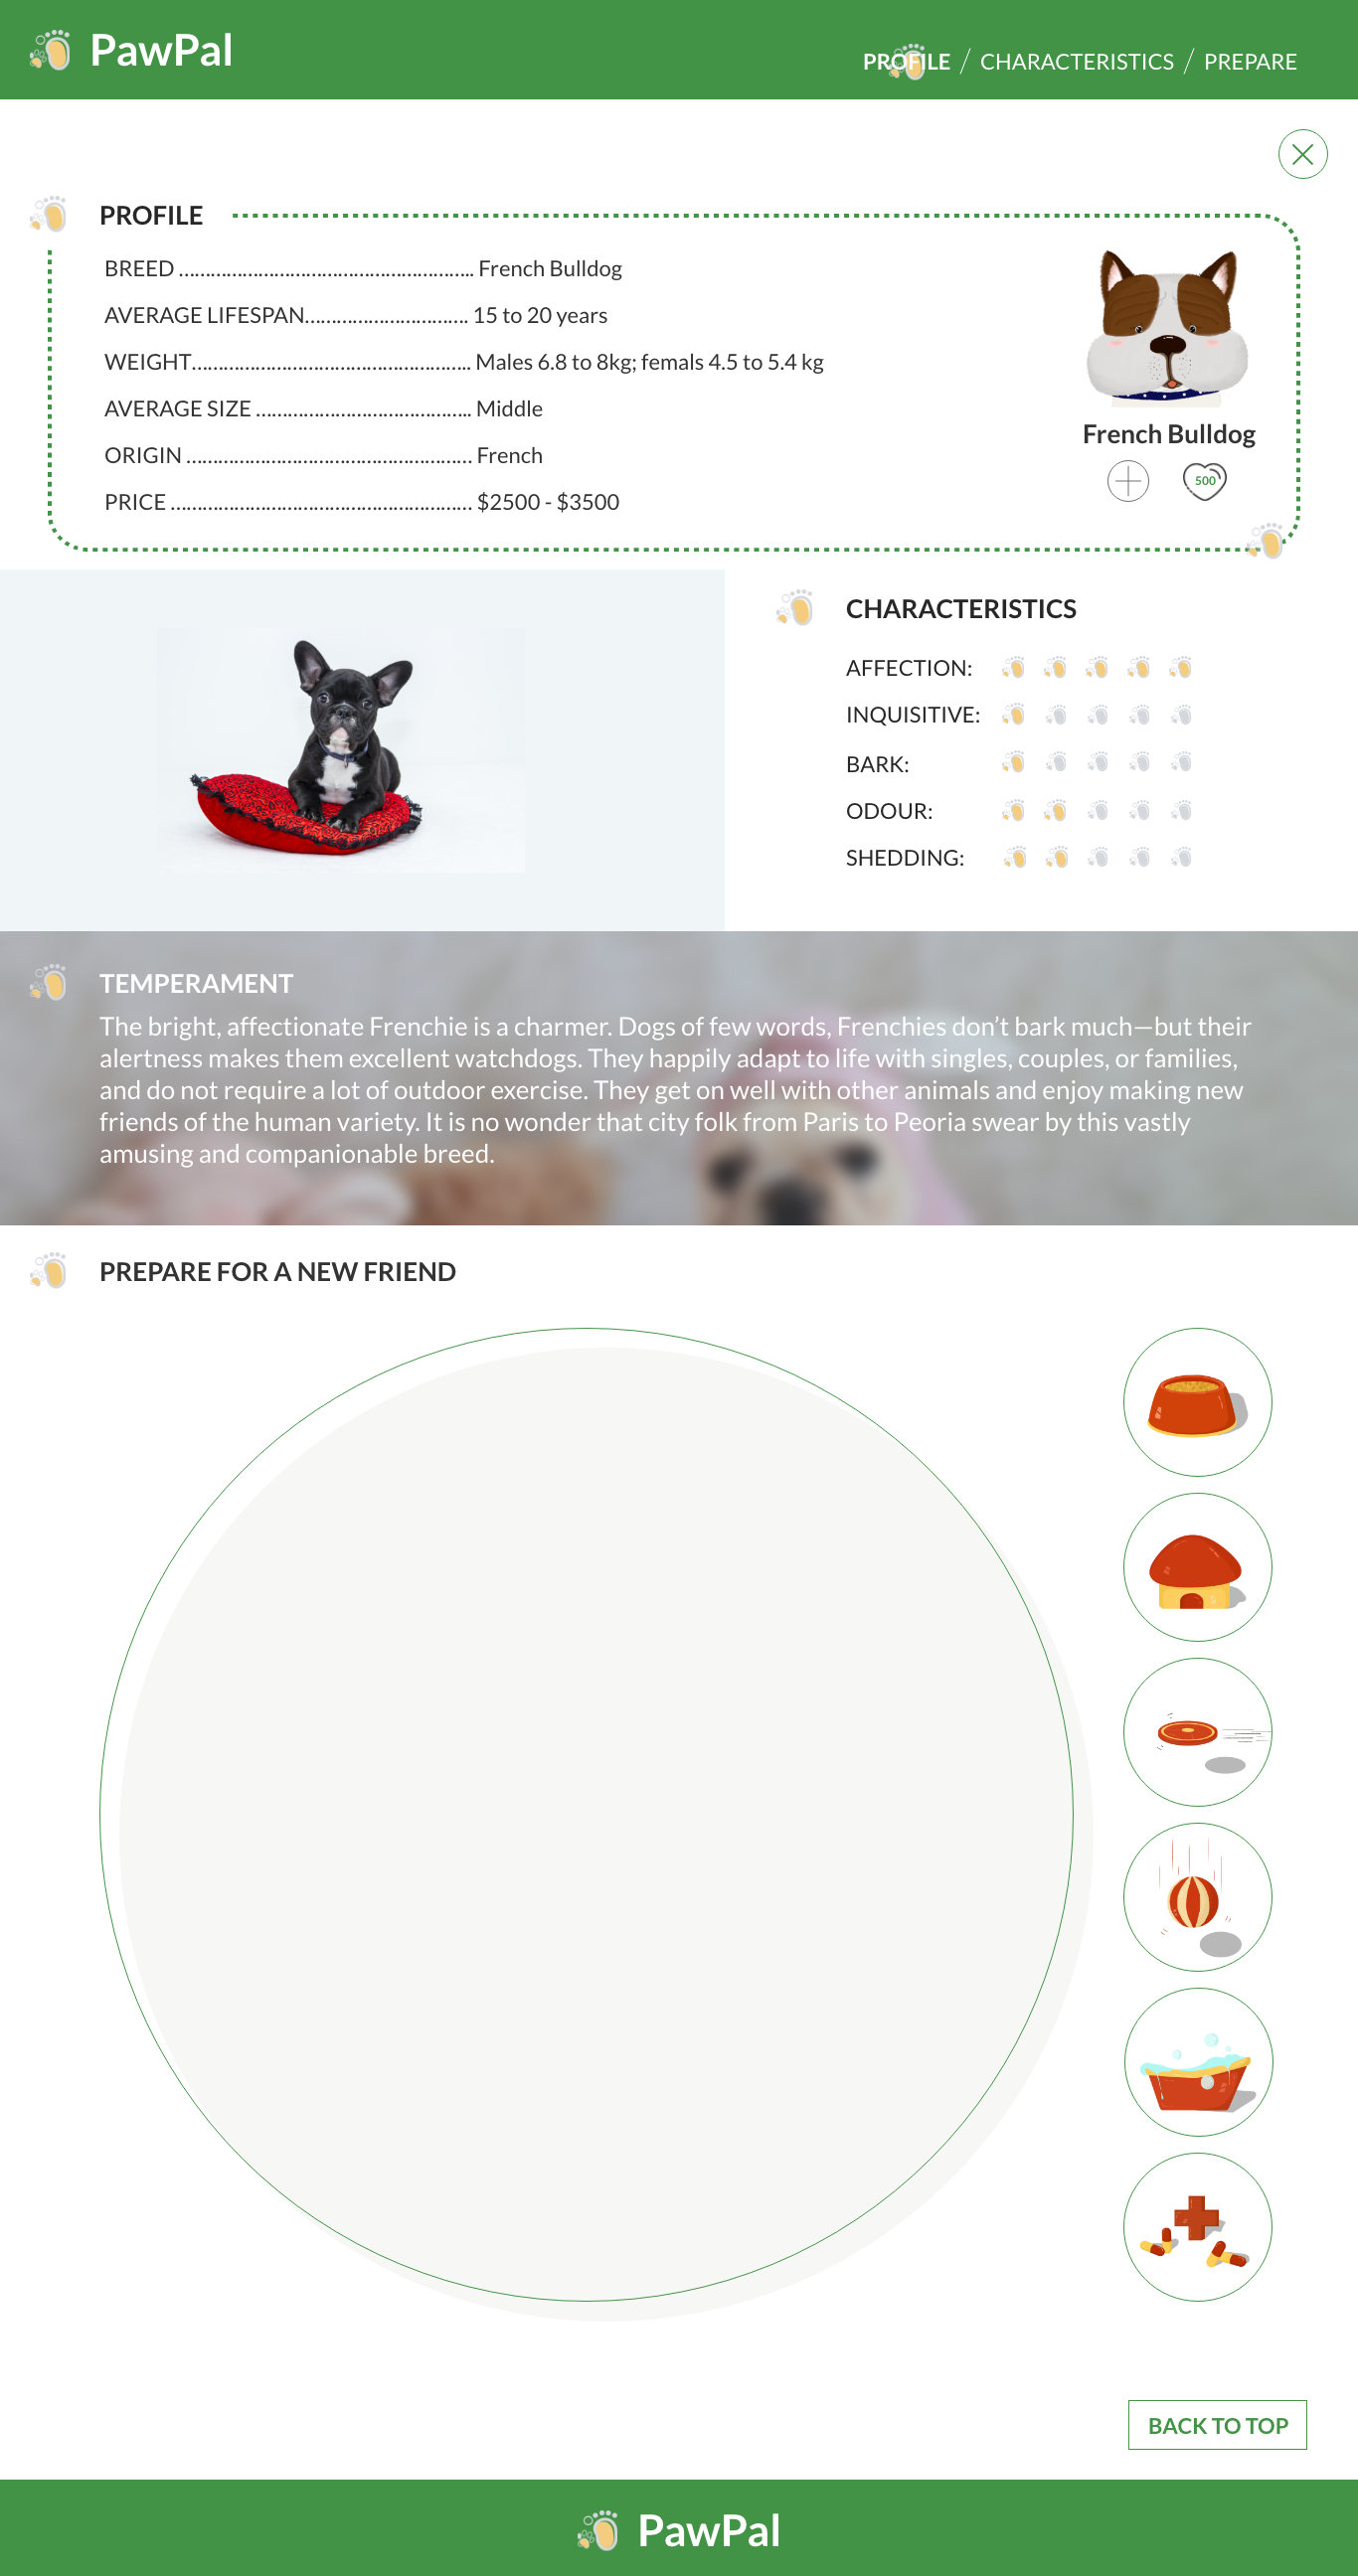 PawPal
PROFILE / CHARACTERISTICS / PREPARE
PROFILE
BREED ........................................................ French Bulldog
AVERAGE LIFESPAN............................... 15 to 20 years
WEIGHT..................................................... Males 6.8 to 8kg; femals 4.5 to 5.4 kg
AVERAGE SIZE ......................................... Middle
ORIGIN ...................................................... French
PRICE ......................................................... $2500 - $3500
French Bulldog
500
CHARACTERISTICS
AFFECTION:
INQUISITIVE:
BARK:
ODOUR:
SHEDDING:
TEMPERAMENT
The bright, affectionate Frenchie is a charmer. Dogs of few words, Frenchies don’t bark much—but their
alertness makes them excellent watchdogs. They happily adapt to life with singles, couples, or families,
and do not require a lot of outdoor exercise. They get on well with other animals and enjoy making new
friends of the human variety. It is no wonder that city folk from Paris to Peoria swear by this vastly
amusing and companionable breed.
PREPARE FOR A NEW FRIEND
BACK TO TOP
PawPal